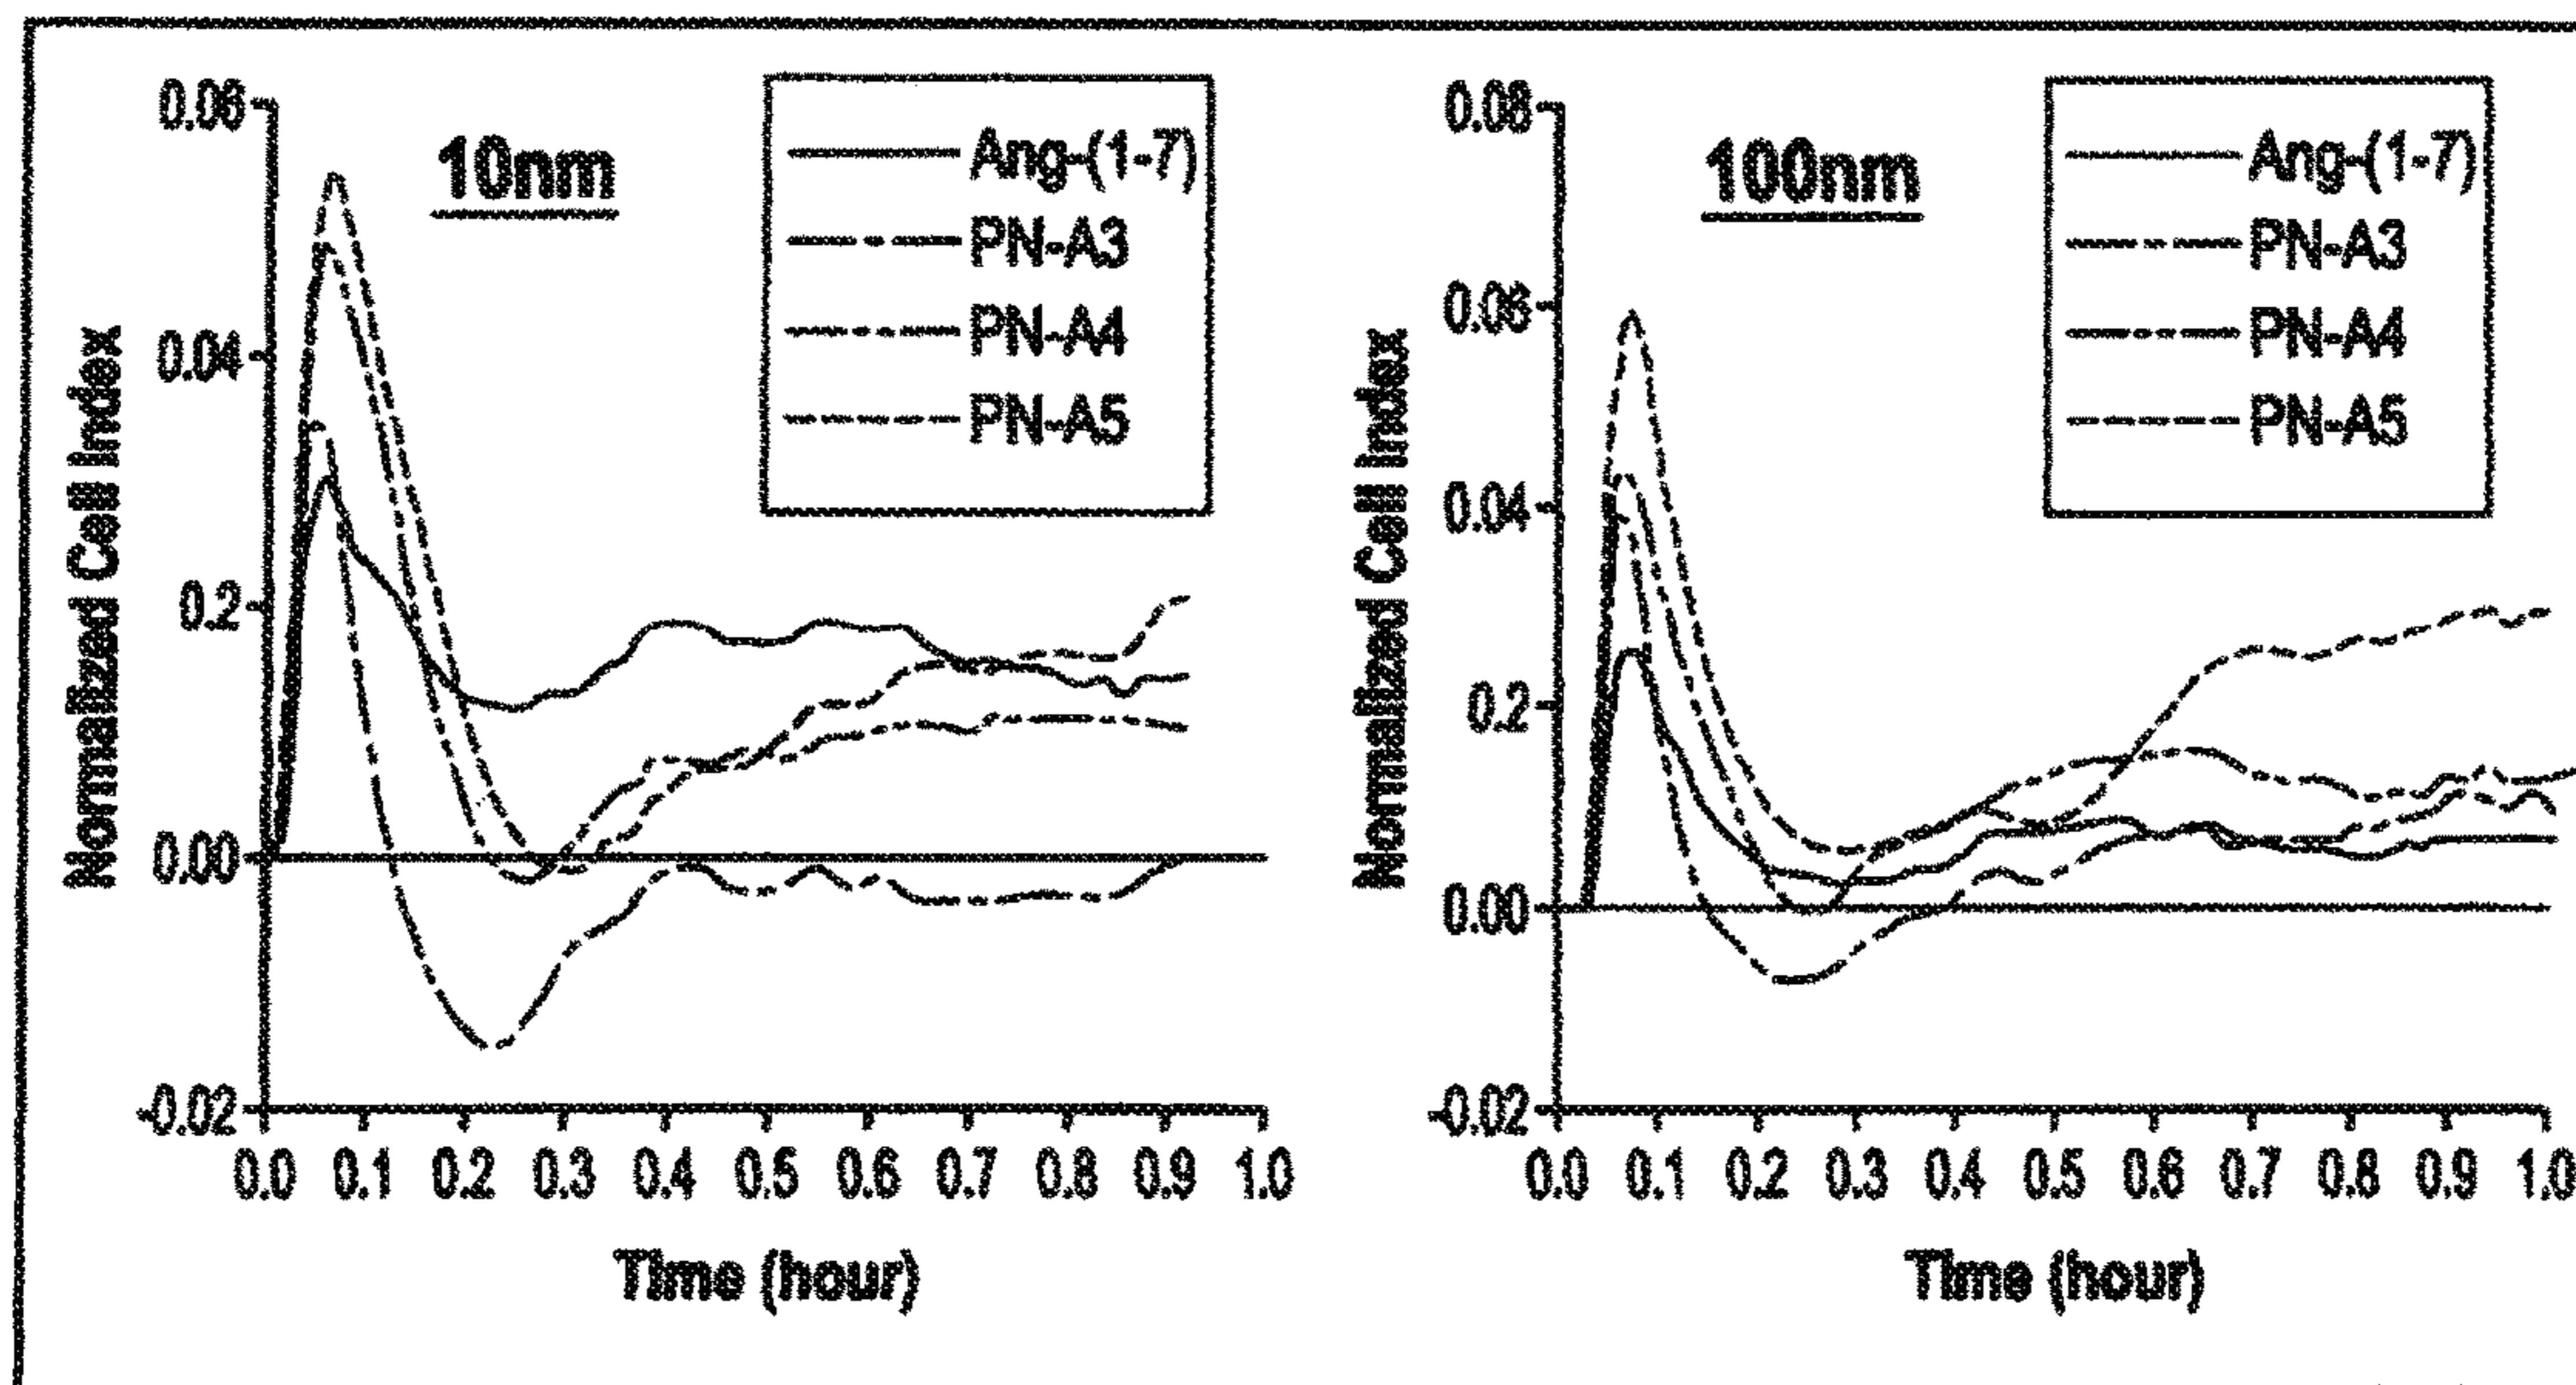 10nm
Ang-(1-7)
PN-A3
PN-A4
PN-A5
Nomalized Cell Index
0.06
0.04
0.2
0.00
-0.02
0.0 0.1 0.2 0.3 0.4 0.5 0.6 0.7 0.8 0.9 1.0
Time (hour)
100nm
Ang-(1-7)
PN-A3
PN-A4
PN-A5
Nomalized Cell Index
0.08
0.06
0.04
0.2
0.00
-0.02
0.0 0.1 0.2 0.3 0.4 0.5 0.6 0.7 0.8 0.9 1.0
Time (hour)